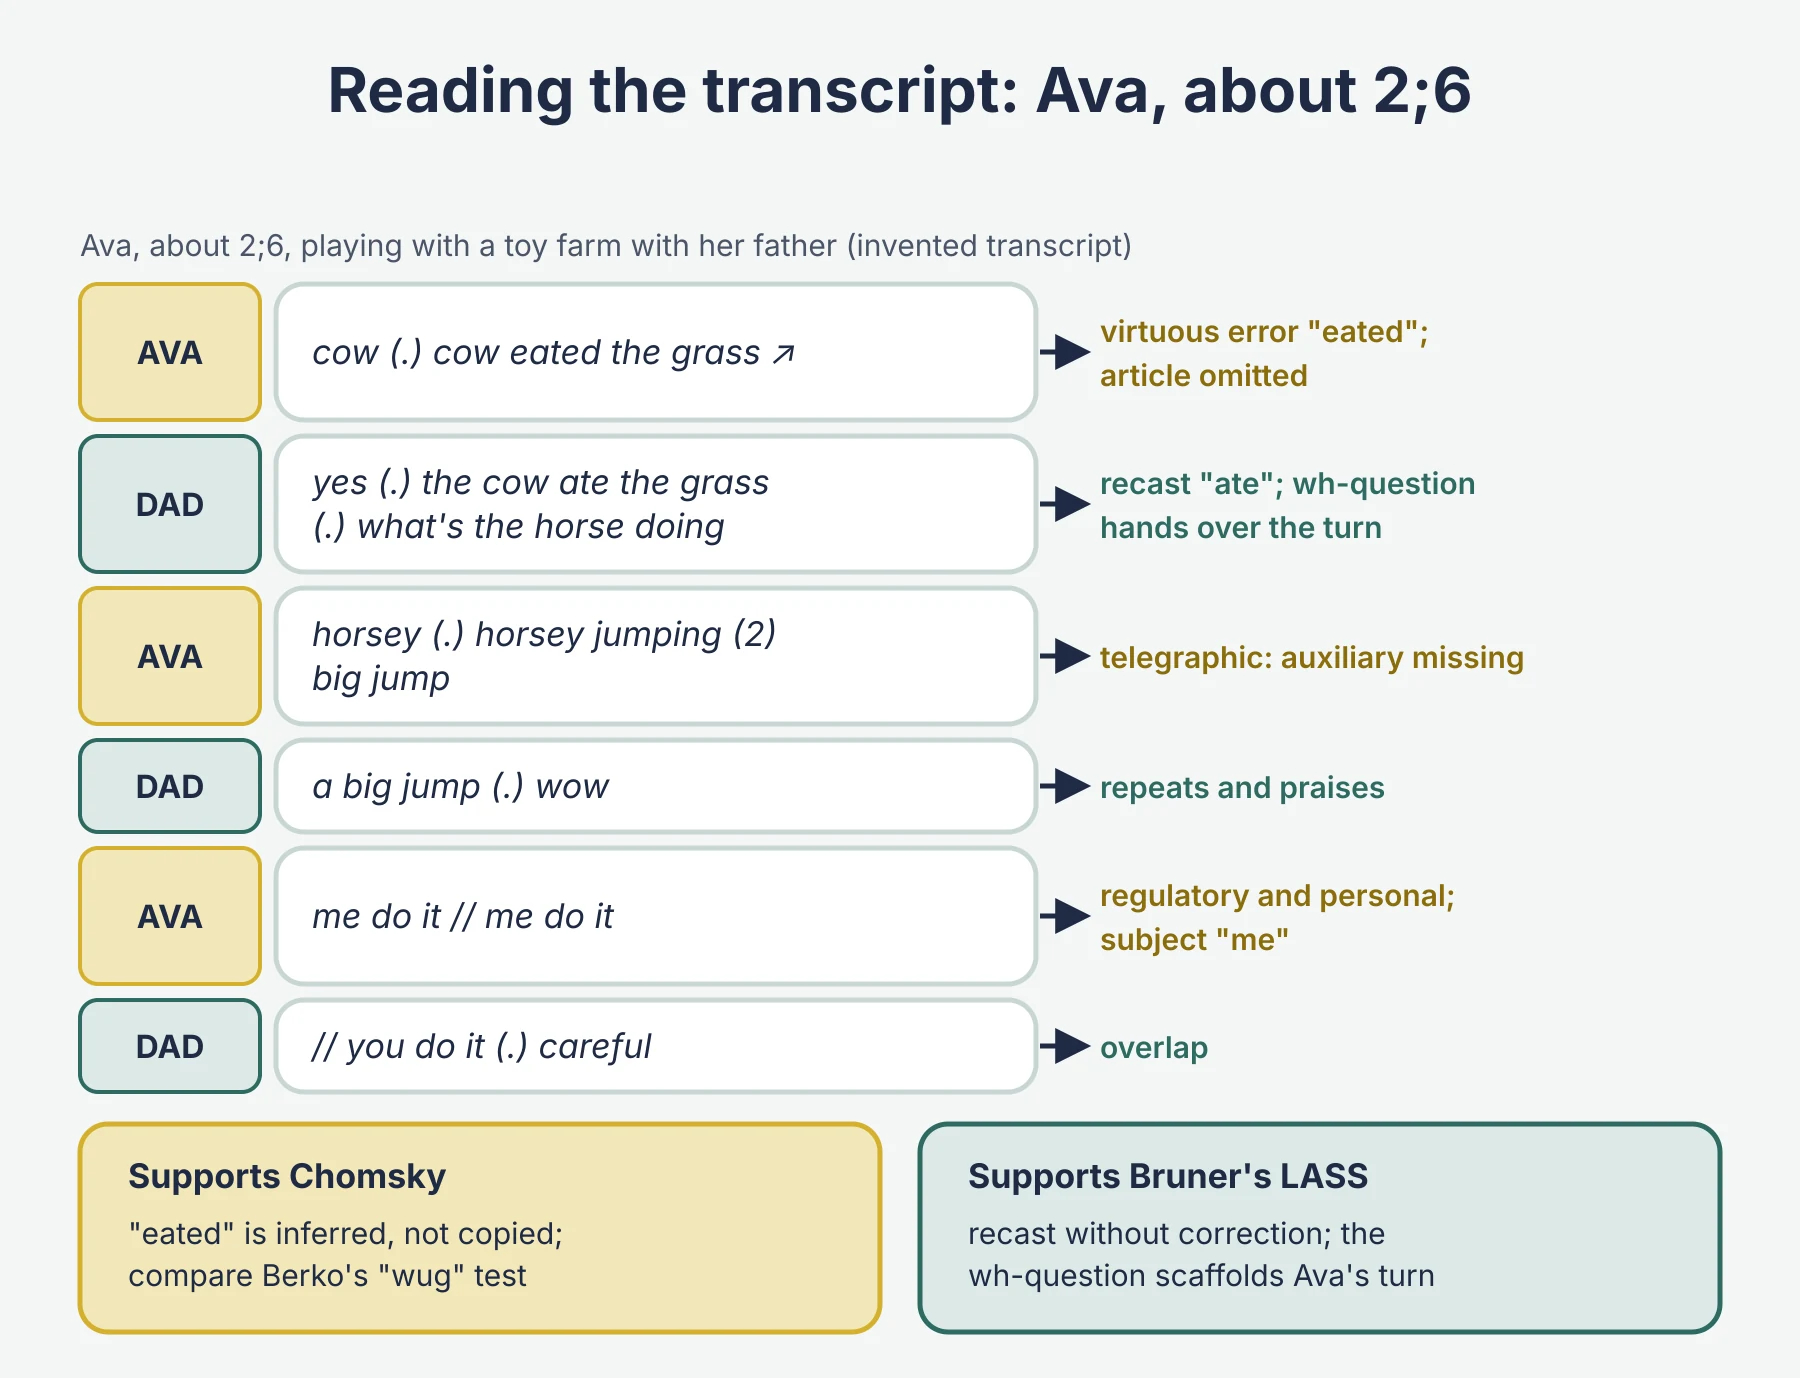 Reading the transcript: Ava, about 2;6
Ava, about 2;6, playing with a toy farm with her father (invented transcript)
AVA
cow (.) cow eated the grass ↗
virtuous error "eated";
article omitted
DAD
yes (.) the cow ate the grass
(.) what's the horse doing
recast "ate"; wh-question
hands over the turn
AVA
horsey (.) horsey jumping (2)
big jump
telegraphic: auxiliary missing
DAD
a big jump (.) wow
repeats and praises
AVA
me do it // me do it
regulatory and personal;
subject "me"
DAD
// you do it (.) careful
overlap
Supports Chomsky
"eated" is inferred, not copied;
compare Berko's "wug" test
Supports Bruner's LASS
recast without correction; the
wh-question scaffolds Ava's turn